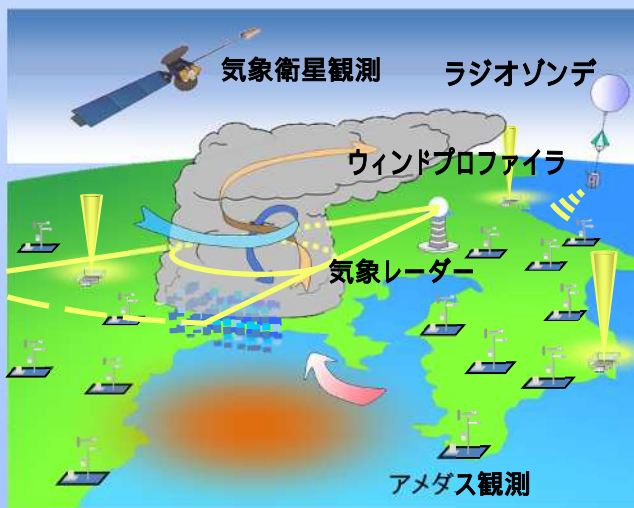 気象衛星観測
ラジオゾンデ
ウィンドプロファイラ
気象レーダー
アメダス観測